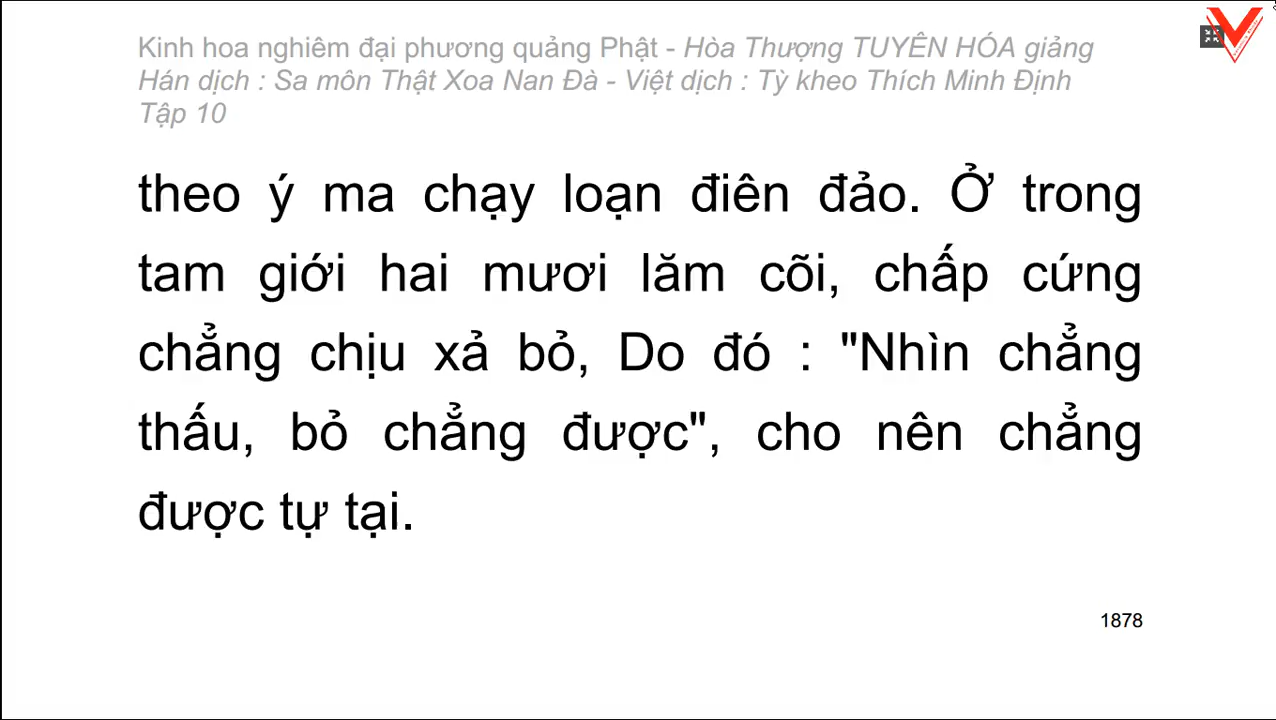 Kinh hoa nghiêm đại phương quảng Phật - Hòa Thượng TUYÊN HÓA giảng
Hán dịch : Sa môn Thật Xoa Nan Đà - Việt dịch : Tỳ kheo Thích Minh Định
Tập 10
theo ý ma chạy loạn điên đảo. Ở trong
tam giới hai mươi lăm cõi, chấp cứng
chẳng chịu xả bỏ, Do đó : "Nhìn chẳng
thấu, bỏ chẳng được", cho nên chẳng
được tự tại.
1878